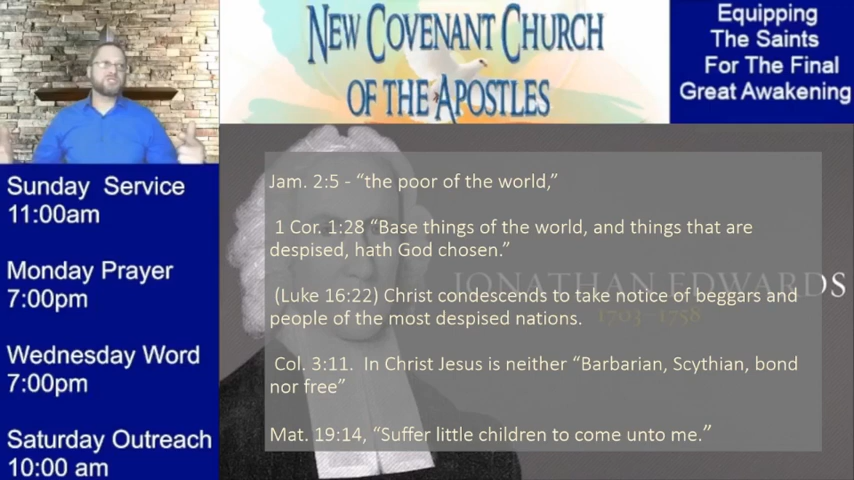 NEW COVENANT CHURCH
OF THE APOSTLES
Equipping
The Saints
For The Final
Great Awakening
Sunday Service
11:00am
Monday Prayer
7:00pm
Wednesday Word
7:00pm
Saturday Outreach
10:00 am
Jam. 2:5 - “the poor of the world,”
1 Cor. 1:28 “Base things of the world, and things that are
despised, hath God chosen.”
(Luke 16:22) Christ condescends to take notice of beggars and
people of the most despised nations.
Col. 3:11. In Christ Jesus is neither “Barbarian, Scythian, bond
nor free”
Mat. 19:14, “Suffer little children to come unto me.”
JONATHAN EDWARDS
1703–1758